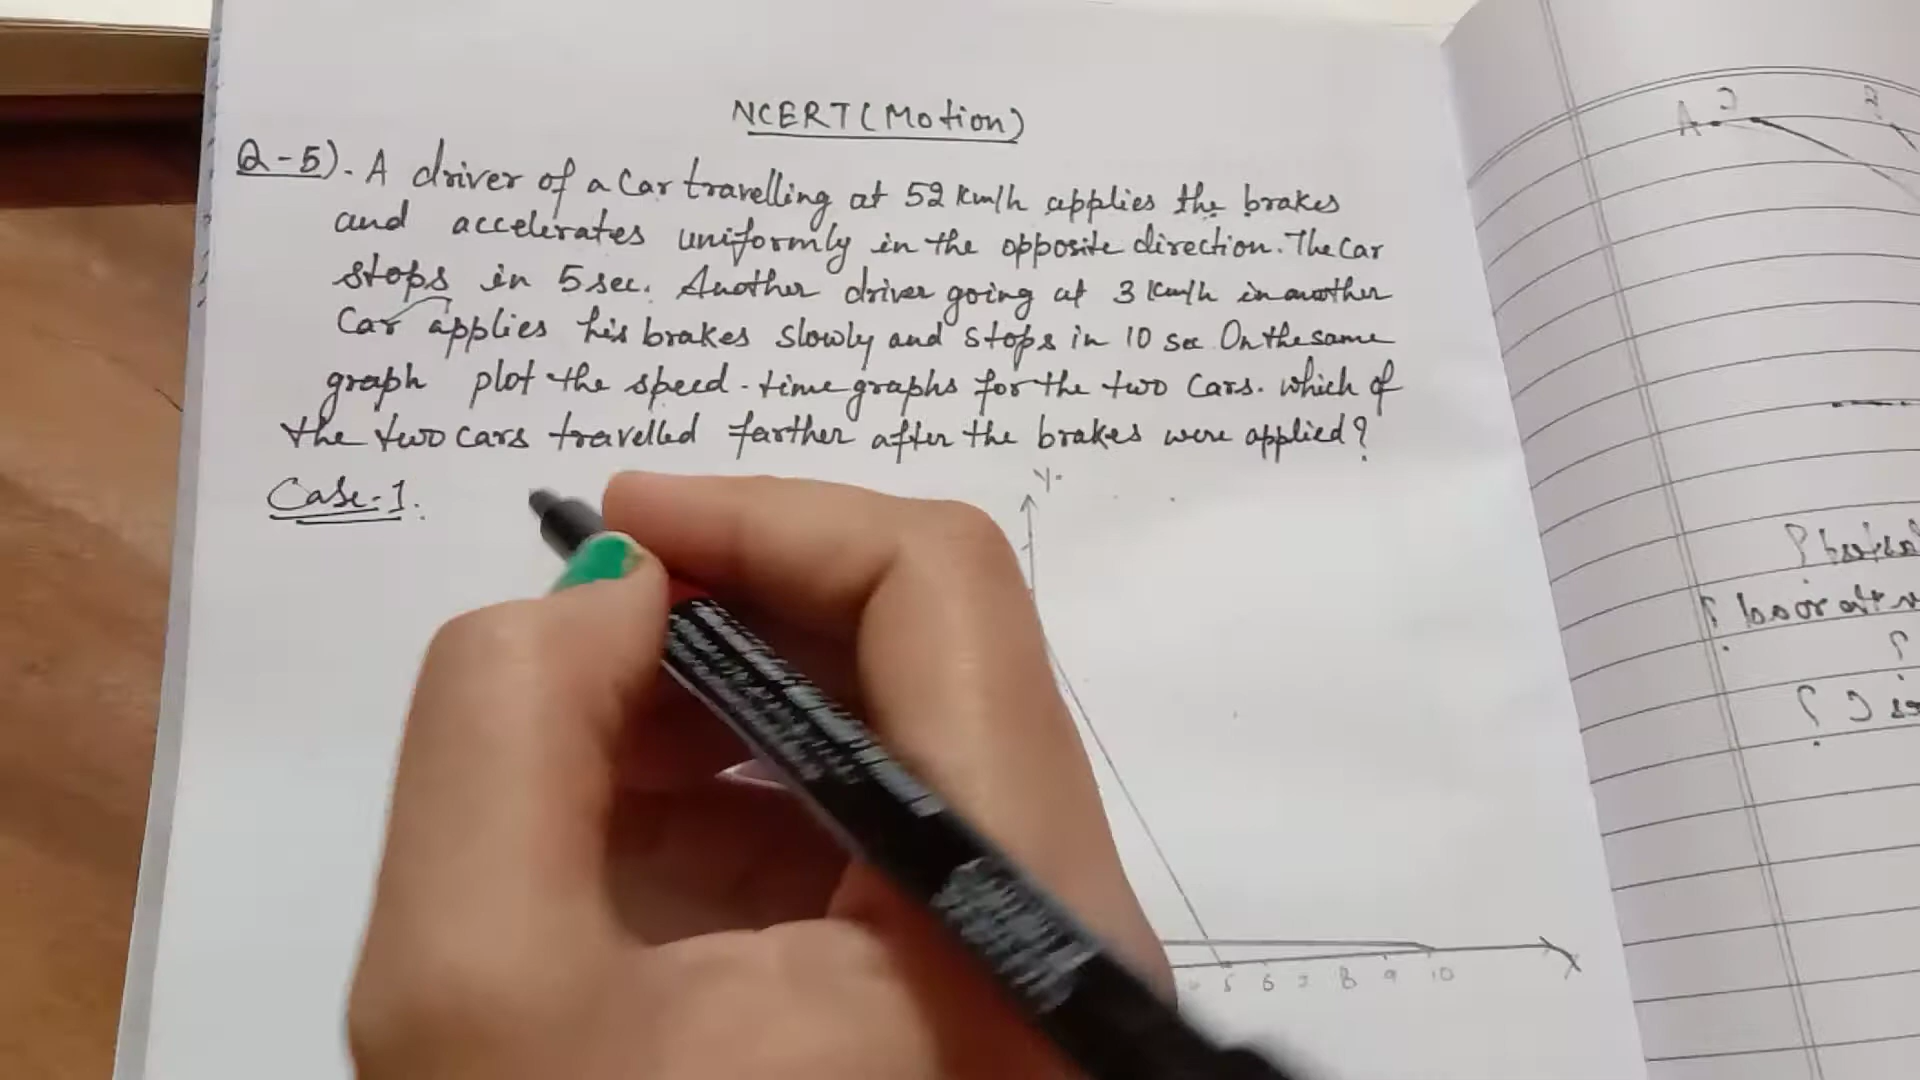 NCERT (Motion)
Q-5). A driver of a Car travelling at 52 km/h applies the brakes
and accelerates uniformly in the opposite direction. The Car
stops in 5 sec. Another driver going at 3 km/h in another
Car applies his brakes slowly and stops in 10 sec On the same
graph plot the speed-time graphs for the two Cars. which of
the two cars travelled farther after the brakes were applied?
Case-1.
Y
5 6 7 8 9 10
X